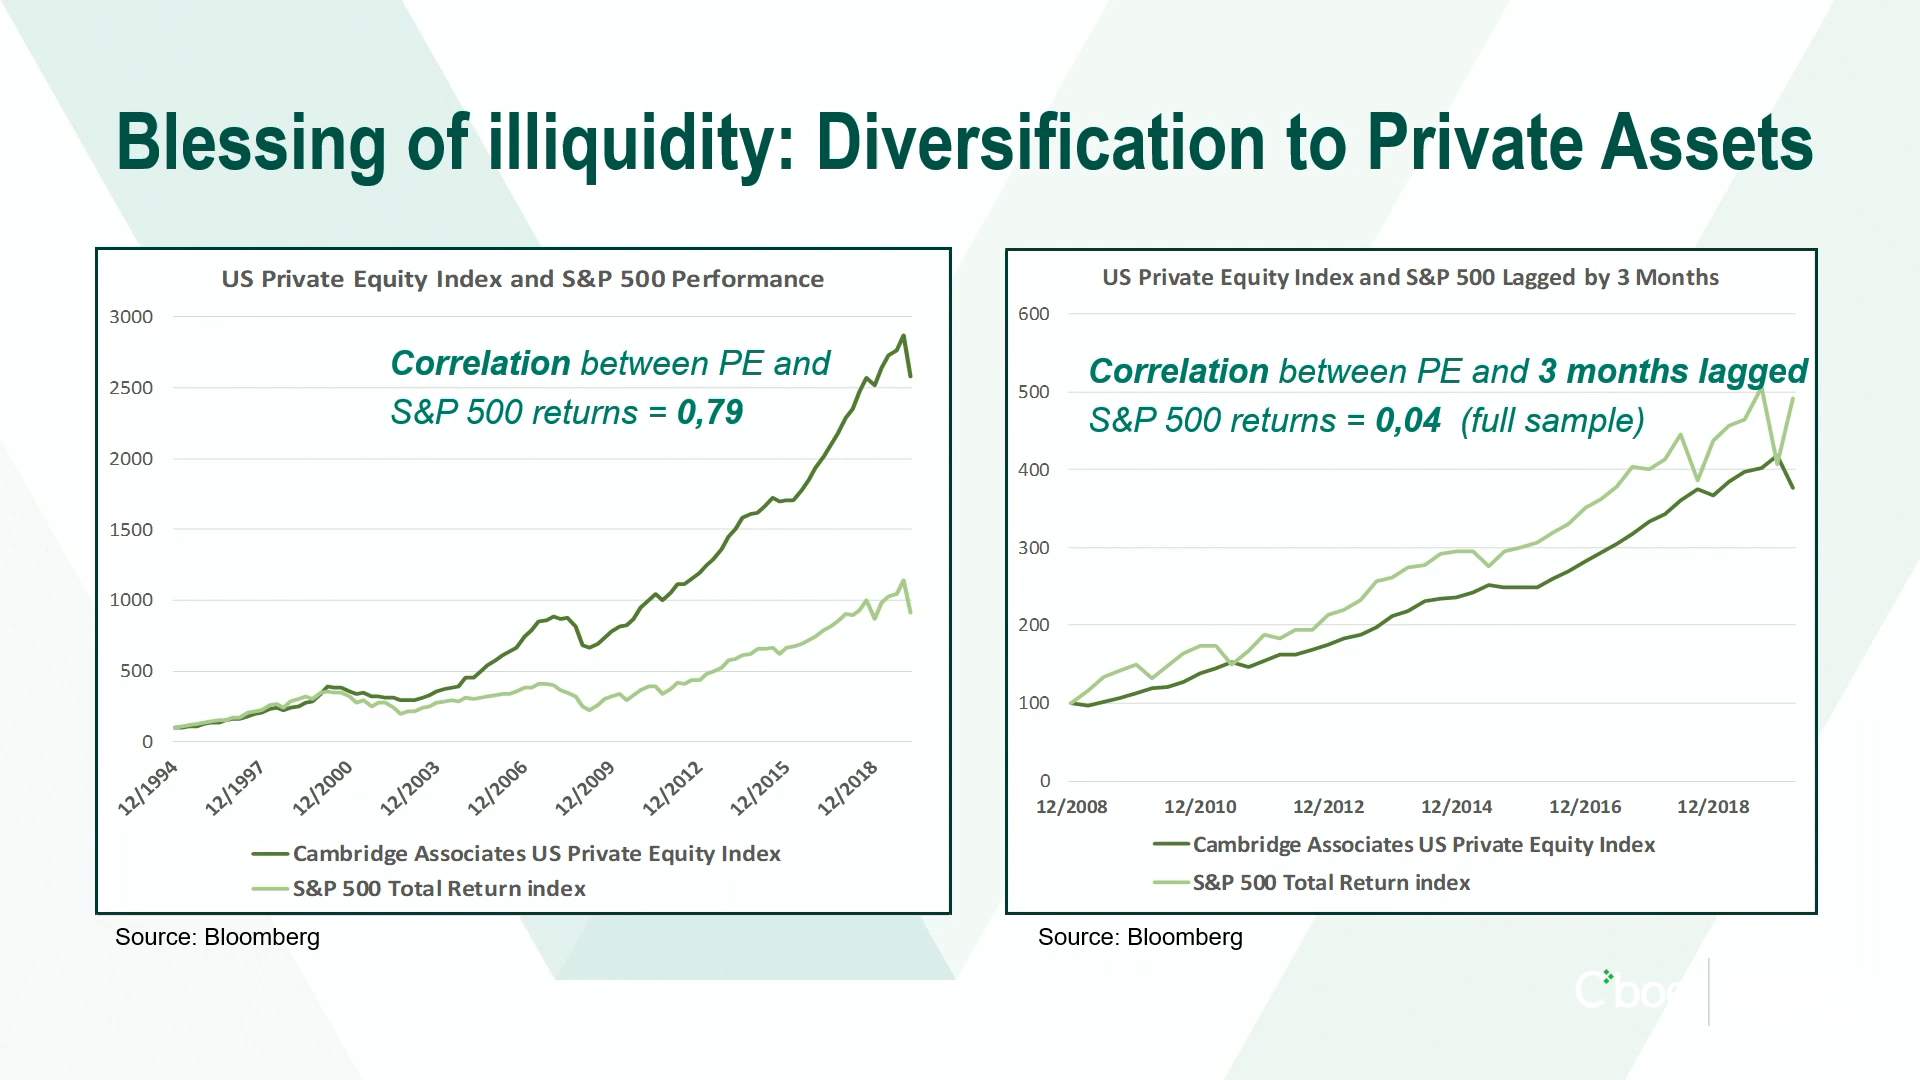 Blessing of illiquidity: Diversification to Private Assets
US Private Equity Index and S&P 500 Performance
3000
2500
2000
1500
1000
500
0
Correlation between PE and
S&P 500 returns = 0,79
12/1994
12/1997
12/2000
12/2003
12/2006
12/2009
12/2012
12/2015
12/2018
Cambridge Associates US Private Equity Index
S&P 500 Total Return index
Source: Bloomberg
US Private Equity Index and S&P 500 Lagged by 3 Months
600
500
400
300
200
100
0
Correlation between PE and 3 months lagged
S&P 500 returns = 0,04 (full sample)
12/2008
12/2010
12/2012
12/2014
12/2016
12/2018
Cambridge Associates US Private Equity Index
S&P 500 Total Return index
Source: Bloomberg
Cboe